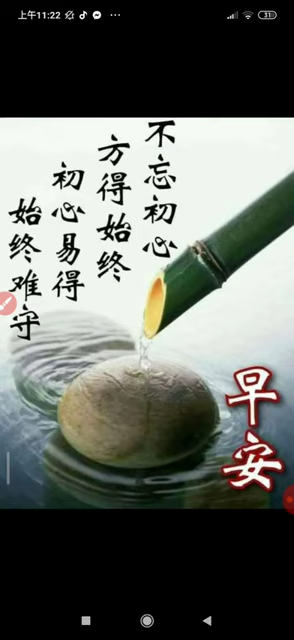 上午11:22
31
不忘初心
方得始终
初心易得
始终难守
早安